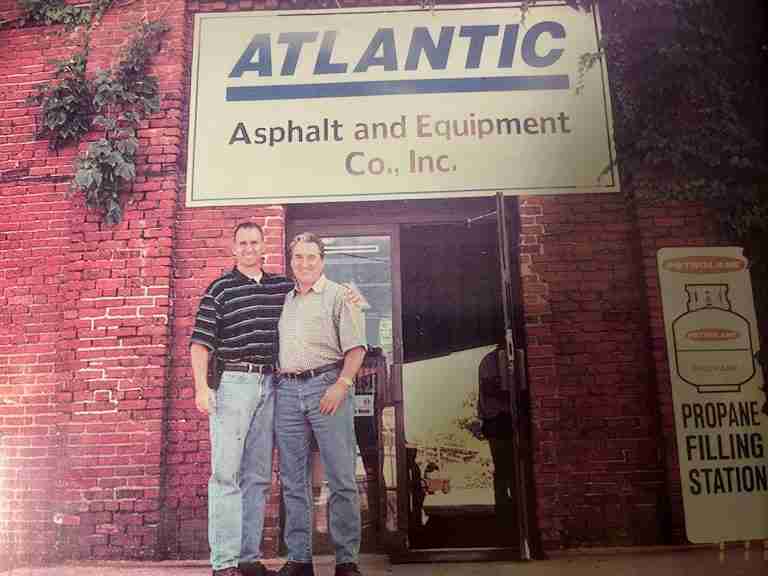 ATLANTIC
Asphalt and Equipment
Co., Inc.
PETROLANE
PETROLANE
PROPANE
FILLING
STATION